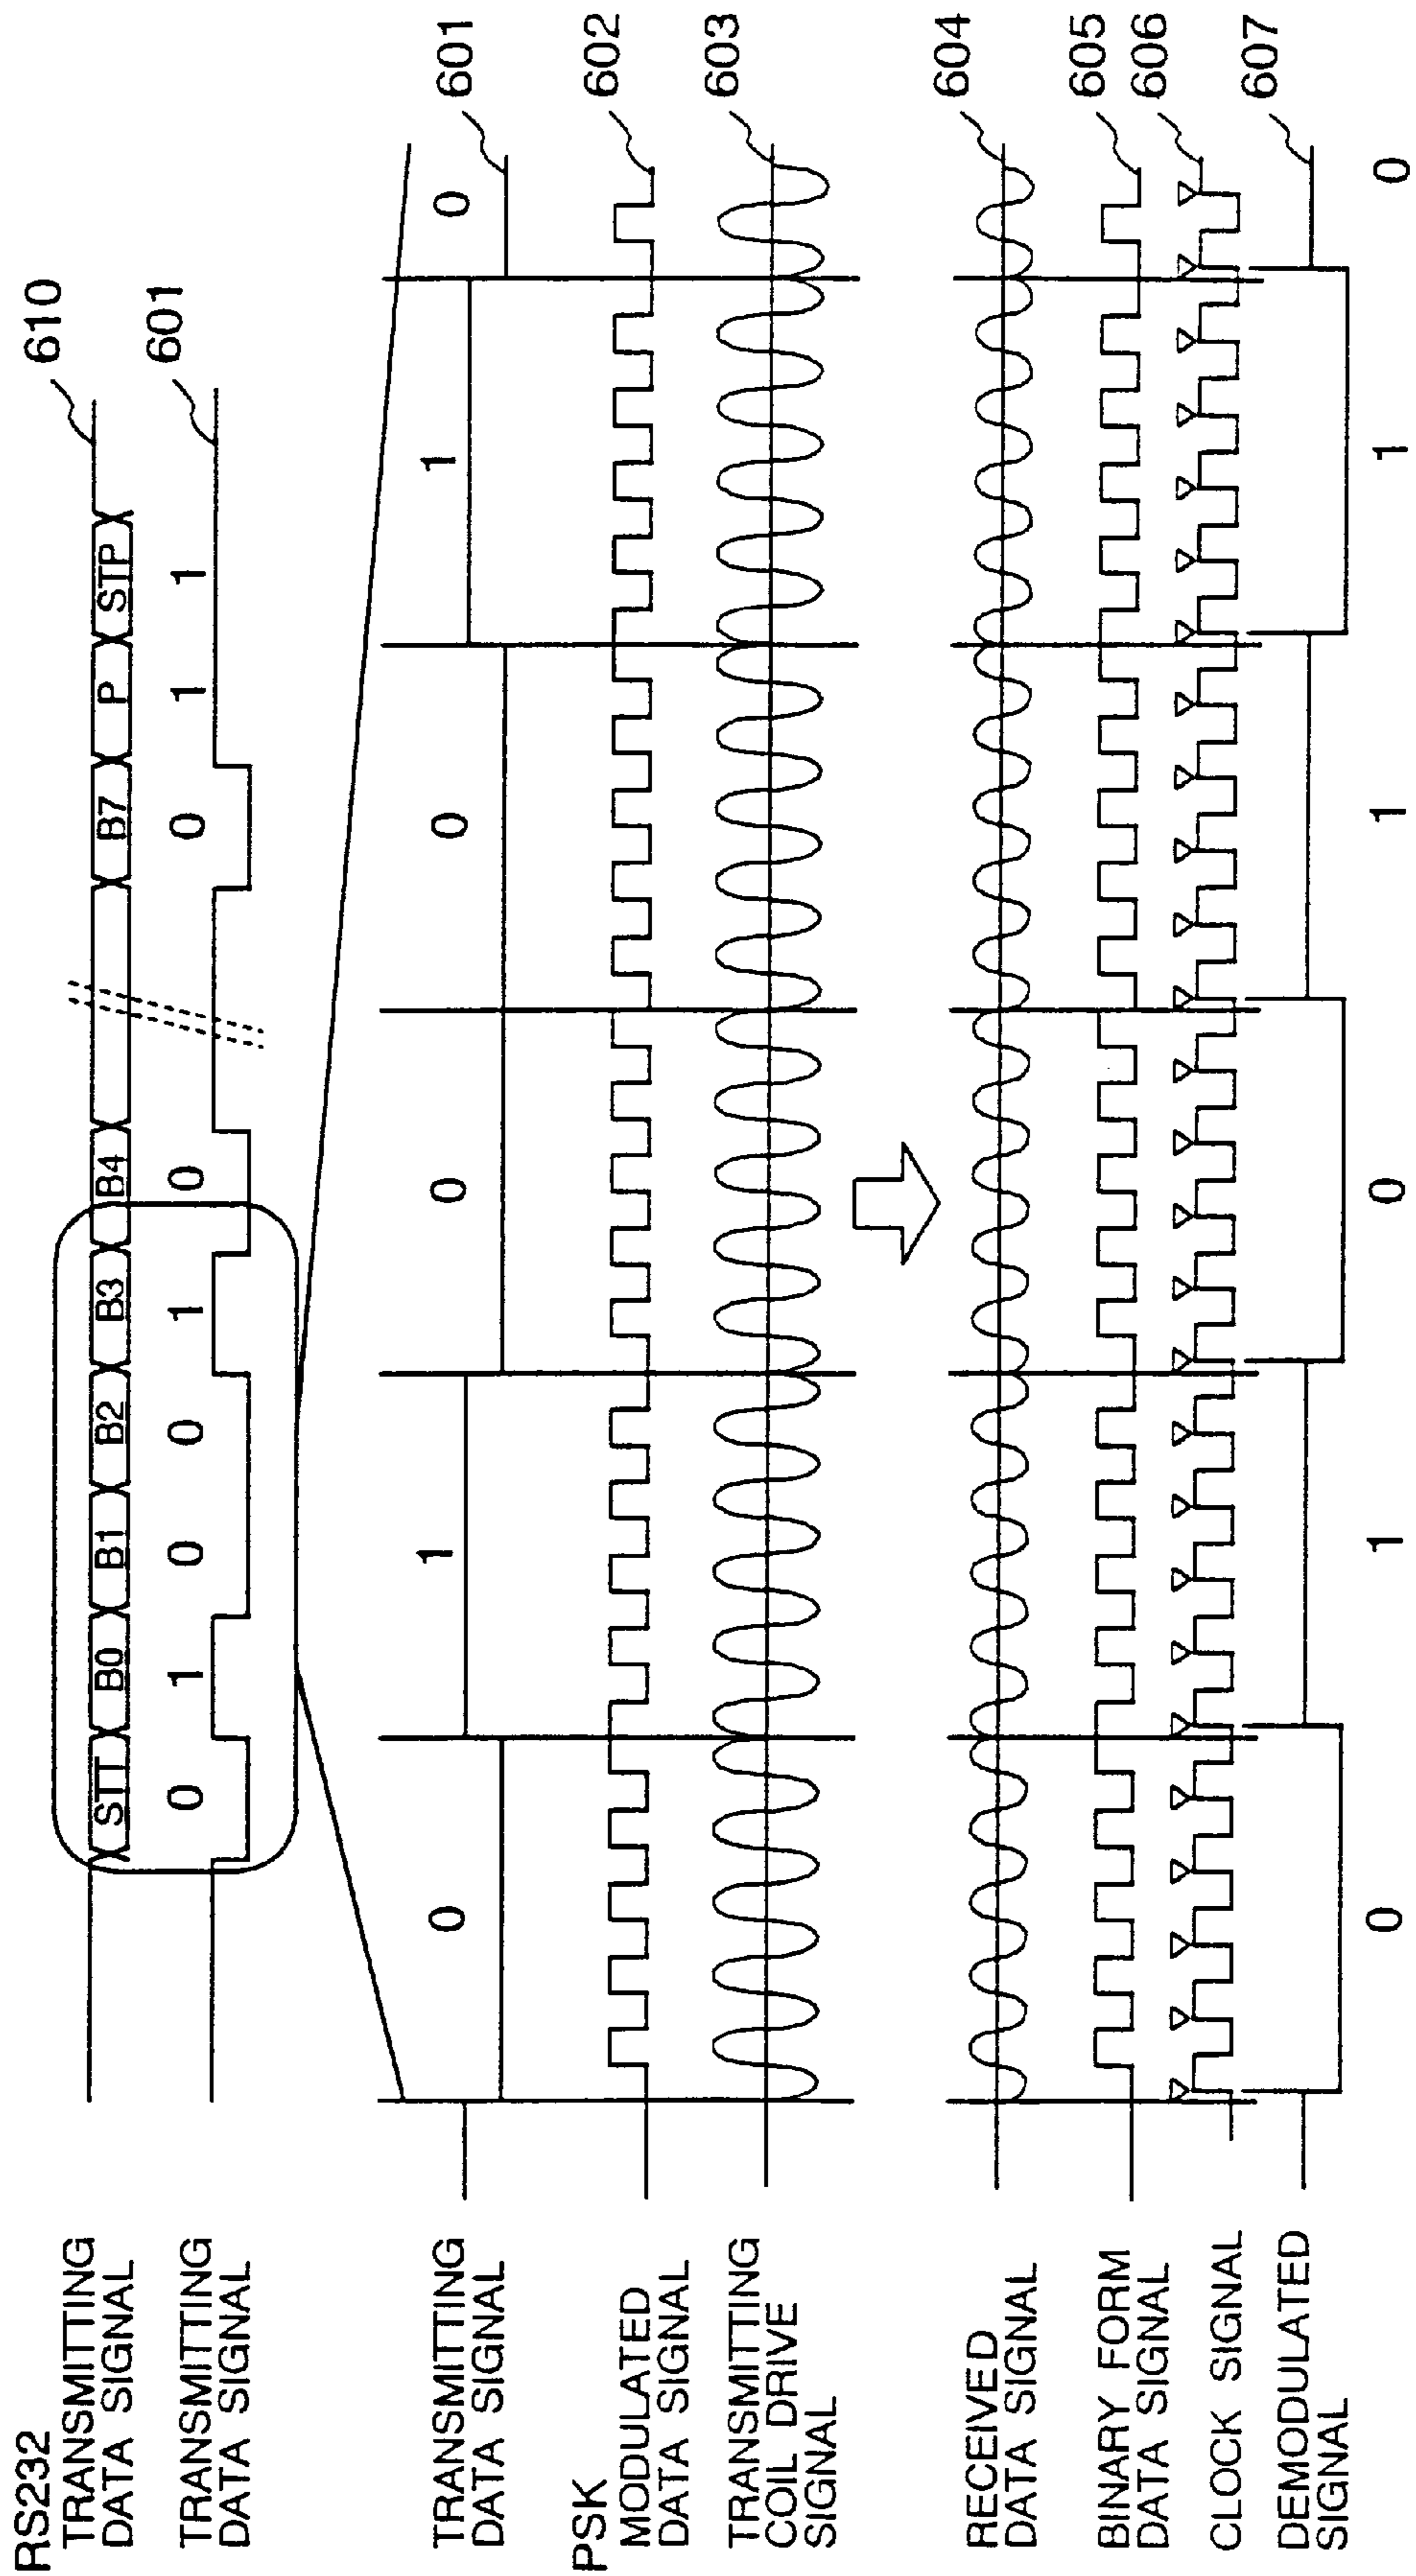 RS232
TRANSMITTING
DATA SIGNAL
STT B0 B1 B2 B3 B4 B7 P STP
610
TRANSMITTING
DATA SIGNAL
0 1 0 0 1 0 0 1 1
601
TRANSMITTING
DATA SIGNAL
0 1 0 0 1 0
601
PSK
MODULATED
DATA SIGNAL
602
TRANSMITTING
COIL DRIVE
SIGNAL
603
RECEIVED
DATA SIGNAL
604
BINARY FORM
DATA SIGNAL
605
CLOCK SIGNAL
606
DEMODULATED
SIGNAL
607
0 1 0 1 1 0